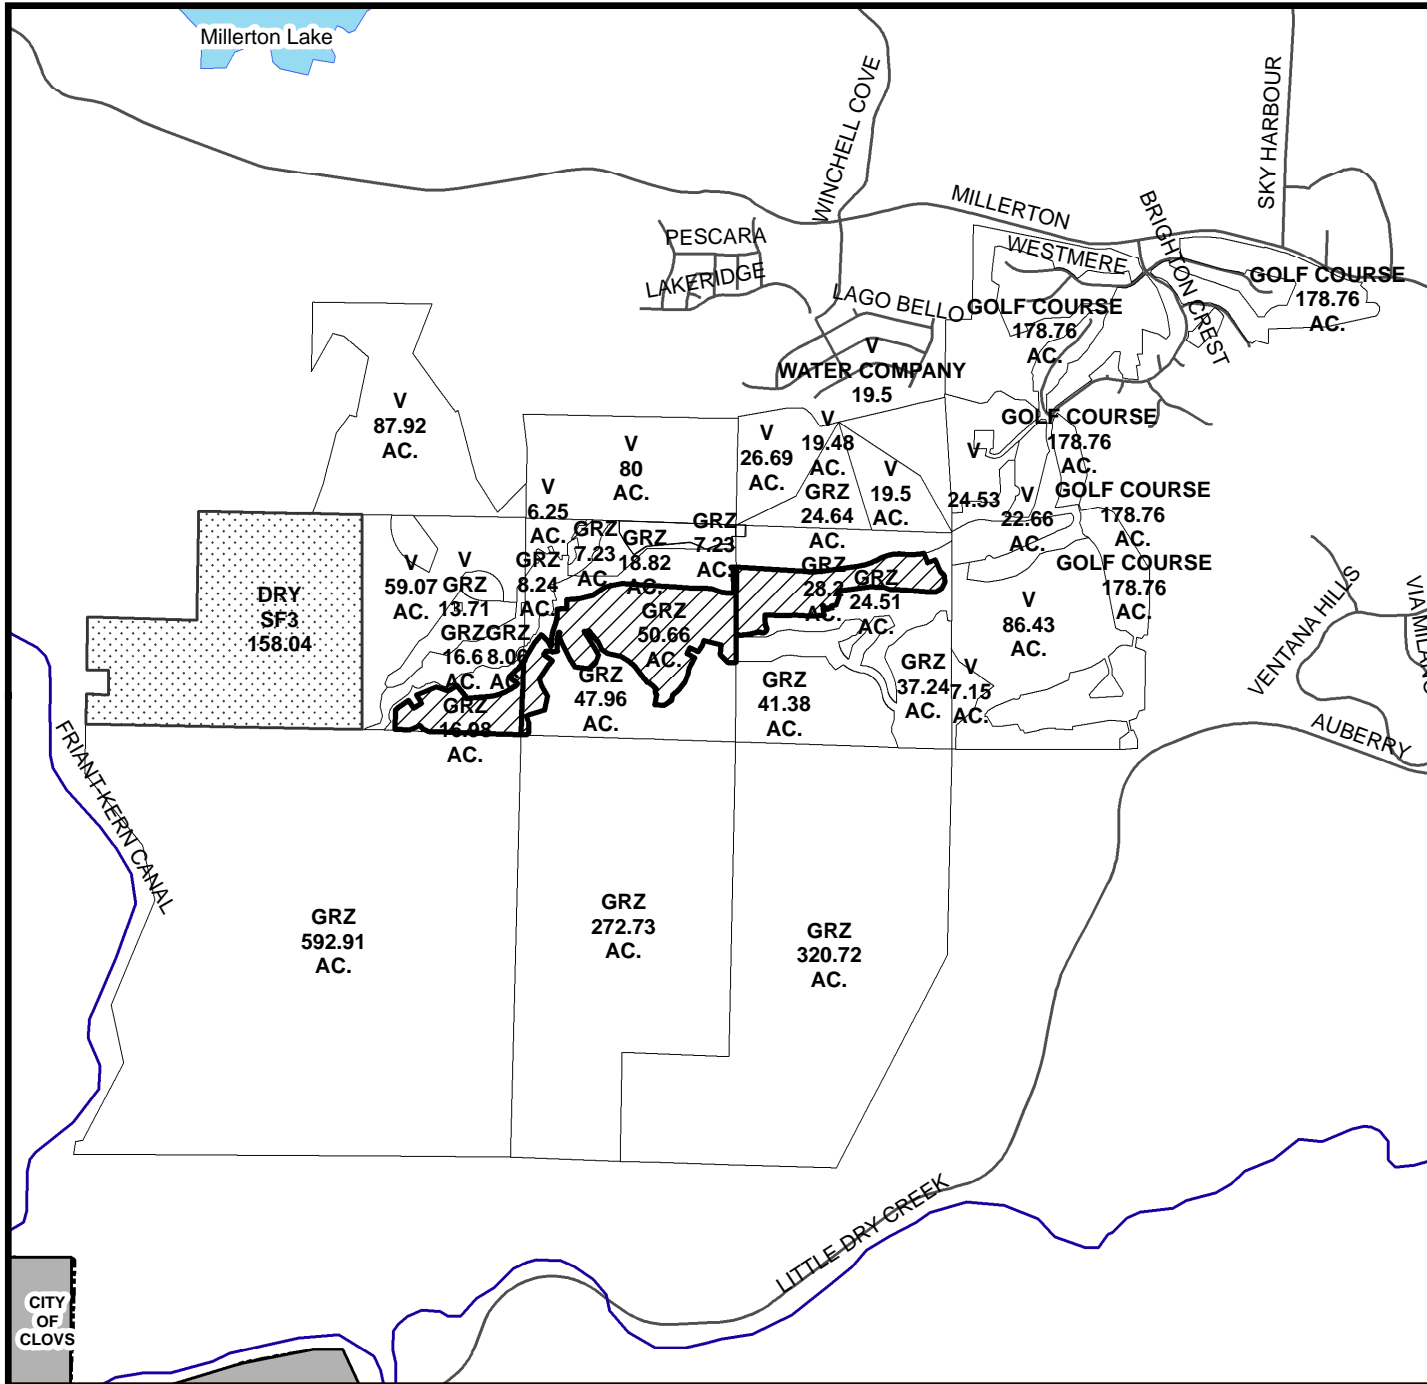 Millerton Lake
WINCHELL COVE
SKY HARBOUR
MILLERTON
BRIGHTON CREST
PESCARA
WESTMERE
LAKERIDGE
LAGO BELLO
GOLF COURSE
178.76
AC.
GOLF COURSE
178.76
AC.
V
WATER COMPANY
19.5
V
87.92
AC.
V
80
AC.
V
26.69
AC.
V
19.48
AC.
GOLF COURSE
178.76
AC.
V
24.53
V
19.5
AC.
V
6.25
AC.
GRZ
24.64
AC.
V
22.66
AC.
GOLF COURSE
178.76
AC.
GRZ
7.23
AC.
GRZ
18.82
AC.
GRZ
7.23
AC.
GOLF COURSE
178.76
AC.
V
59.07
AC.
V
GRZ
13.71
GRZ
8.24
AC.
GRZ
28.2
AC.
GRZ
24.51
AC.
DRY
SF3
158.04
GRZ
50.66
AC.
V
86.43
AC.
GRZ
16.6
AC.
GRZ
8.06
AC.
GRZ
47.96
AC.
GRZ
41.38
AC.
GRZ
37.24
AC.
V
7.15
AC.
GRZ
16.08
AC.
VENTANA HILLS
AUBERRY
FRIANT-KERN CANAL
GRZ
592.91
AC.
GRZ
272.73
AC.
GRZ
320.72
AC.
LITTLE DRY CREEK
CITY
OF
CLOVS